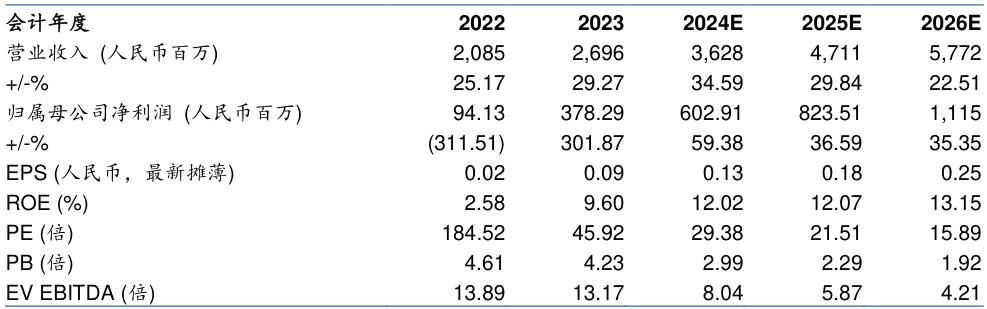 会计年度 2022 2023 2024E 2025E 2026E
营业收入 (人民币百万) 2,085 2,696 3,628 4,711 5,772
+/-% 25.17 29.27 34.59 29.84 22.51
归属母公司净利润 (人民币百万) 94.13 378.29 602.91 823.51 1,115
+/-% (311.51) 301.87 59.38 36.59 35.35
EPS (人民币，最新摊薄) 0.02 0.09 0.13 0.18 0.25
ROE (%) 2.58 9.60 12.02 12.07 13.15
PE (倍) 184.52 45.92 29.38 21.51 15.89
PB (倍) 4.61 4.23 2.99 2.29 1.92
EV EBITDA (倍) 13.89 13.17 8.04 5.87 4.21